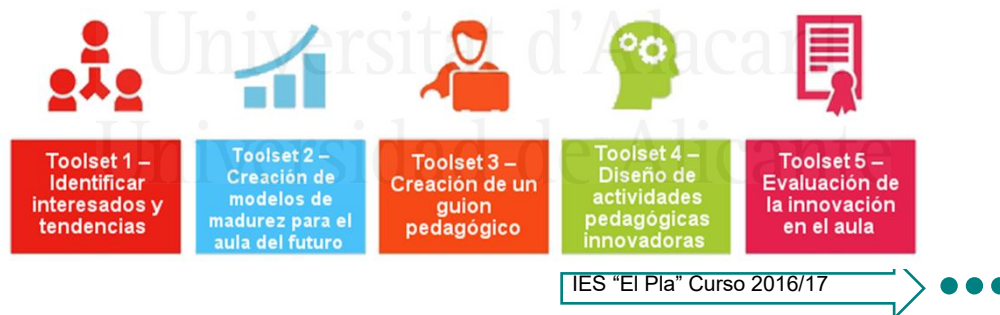 Universitat d'Alacant
Universidad de Alicante
Toolset 1 –
Identificar
interesados y
tendencias
Toolset 2 –
Creación de
modelos de
madurez para el
aula del futuro
Toolset 3 –
Creación de un
guion
pedagógico
Toolset 4 –
Diseño de
actividades
pedagógicas
innovadoras
Toolset 5 –
Evaluación de
la innovación
en el aula
IES “El Pla” Curso 2016/17